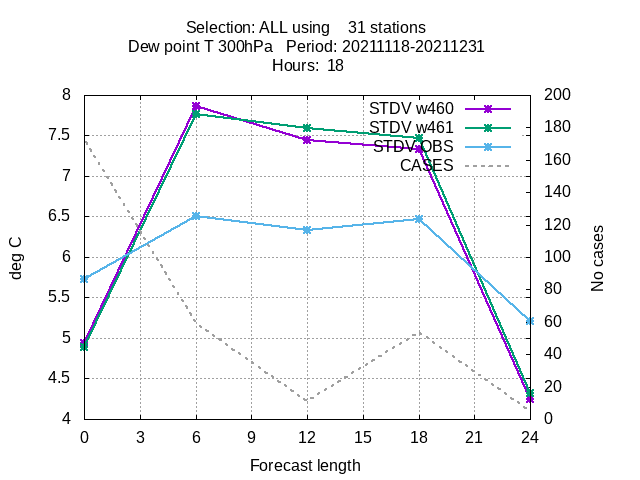 Selection: ALL using    31 stations
Dew point T 300hPa   Period: 20211118-20211231
Hours:  18
8
7.5
7
6.5
6
5.5
5
4.5
4
200
180
160
140
120
100
80
60
40
20
0
STDV w460
STDV w461
STDV OBS
CASES
deg C
No cases
0 3 6 9 12 15 18 21 24
Forecast length